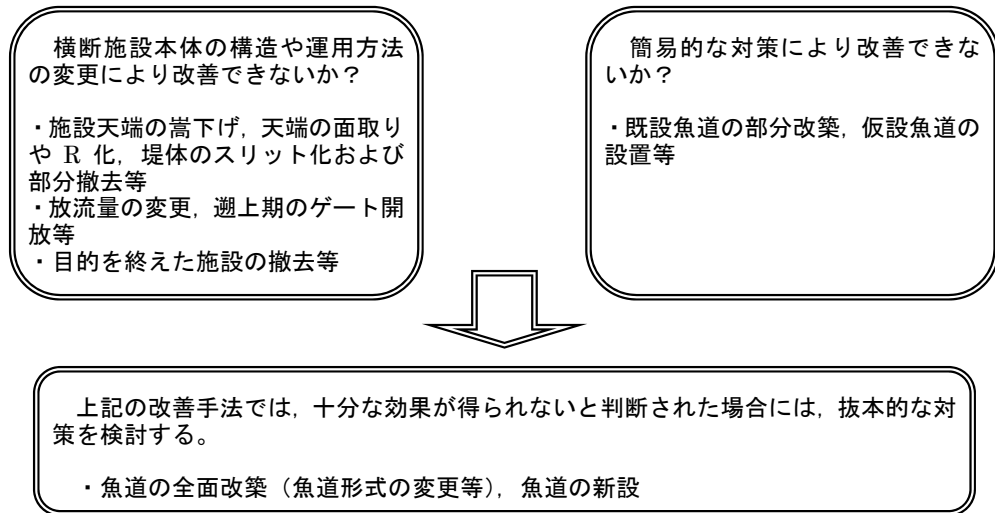 横断施設本体の構造や運用方法
の変更により改善できないか？
・施設天端の嵩下げ，天端の面取り
や R 化，堤体のスリット化および
部分撤去等
・放流量の変更，遡上期のゲート開
放等
・目的を終えた施設の撤去等
簡易的な対策により改善できな
いか？
・既設魚道の部分改築，仮設魚道の
設置等
上記の改善手法では，十分な効果が得られないと判断された場合には，抜本的な対
策を検討する。
・魚道の全面改築（魚道形式の変更等），魚道の新設